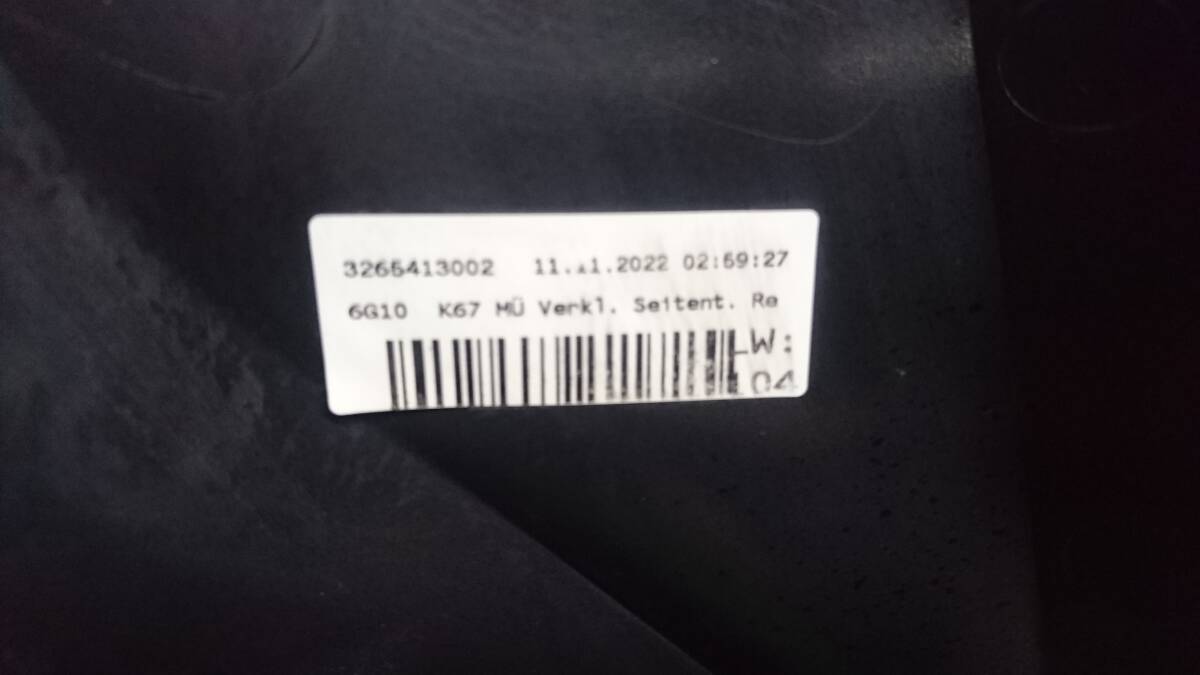 3265413002 11.11.2022 02:59:27
6G10 K67 MÜ Verkl. Seitent. Re
LW:
04